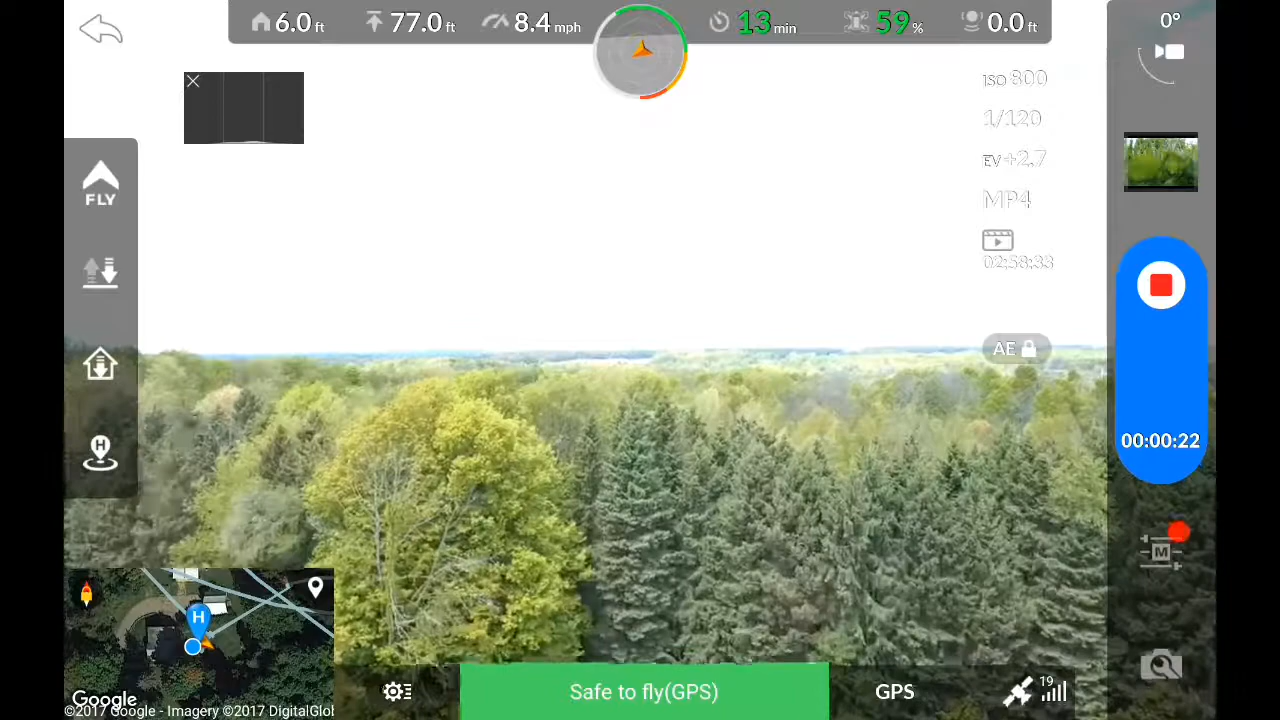 6.0 ft 77.0 ft 8.4 mph 13 min 59 % 0.0 ft 0°
ISO 800
1/120
EV +2.7
MP4
02:58:33
FLY
AE
00:00:22
H
M
H
Google
©2017 Google - Imagery ©2017 DigitalGlob
Safe to fly(GPS)
GPS
19